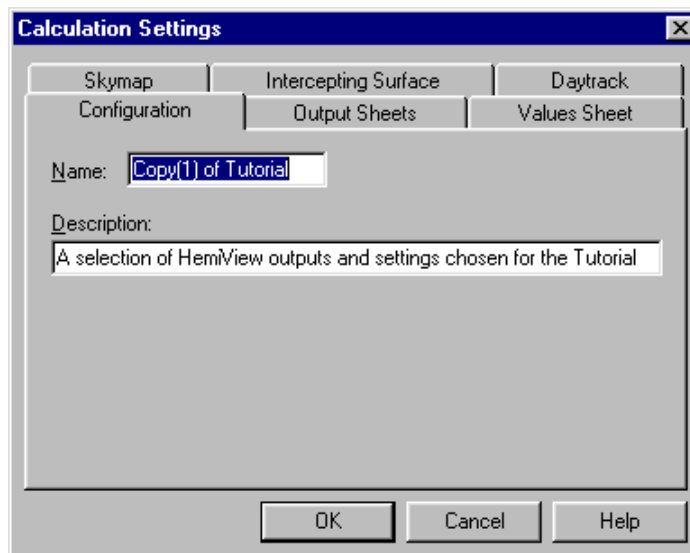 Calculation Settings
Skymap Intercepting Surface Daytrack
Configuration Output Sheets Values Sheet
Name: Copy(1) of Tutorial
Description:
A selection of HemiView outputs and settings chosen for the Tutorial
OK Cancel Help